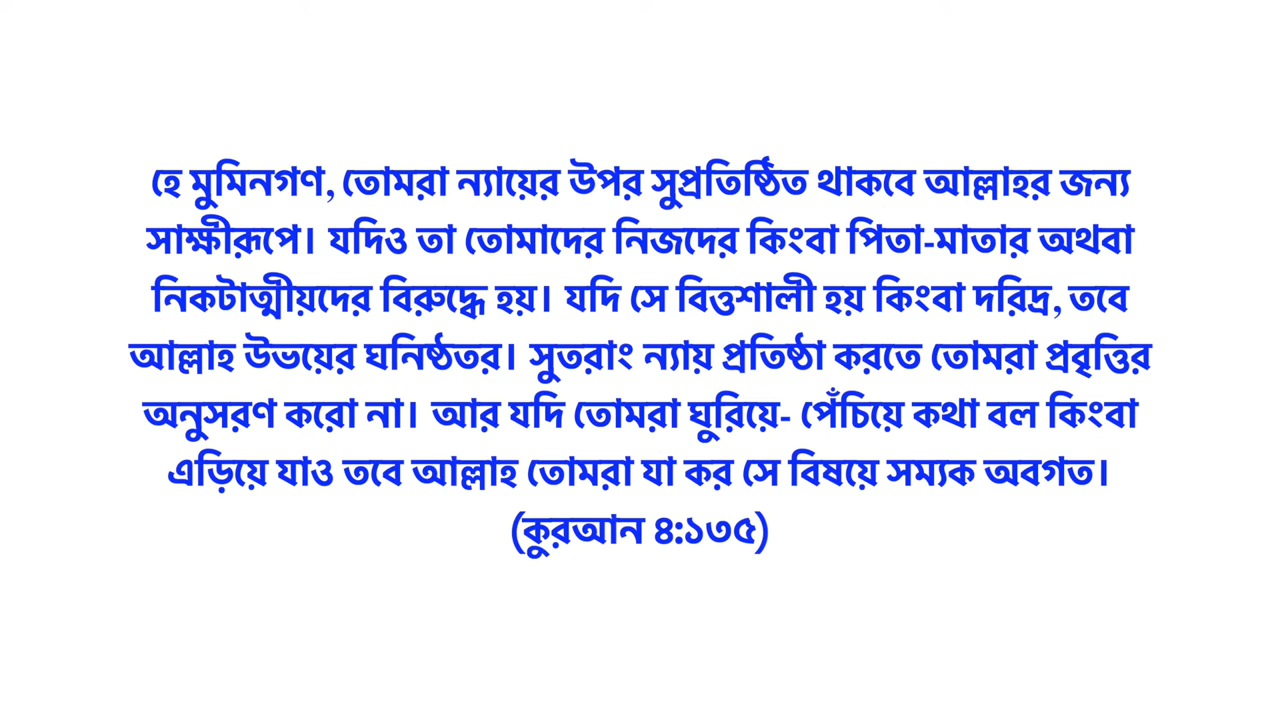 হে মুমিনগণ, তোমরা ন্যায়ের উপর সুপ্রতিষ্ঠিত থাকবে আল্লাহর জন্য
সাক্ষীরূপে। যদিও তা তোমাদের নিজদের কিংবা পিতা-মাতার অথবা
নিকটাত্মীয়দের বিরুদ্ধে হয়। যদি সে বিত্তশালী হয় কিংবা দরিদ্র, তবে
আল্লাহ উভয়ের ঘনিষ্ঠতর। সুতরাং ন্যায় প্রতিষ্ঠা করতে তোমরা প্রবৃত্তির
অনুসরণ করো না। আর যদি তোমরা ঘুরিয়ে- পেঁচিয়ে কথা বল কিংবা
এড়িয়ে যাও তবে আল্লাহ তোমরা যা কর সে বিষয়ে সম্যক অবগত।
(কুরআন ৪:১৩৫)